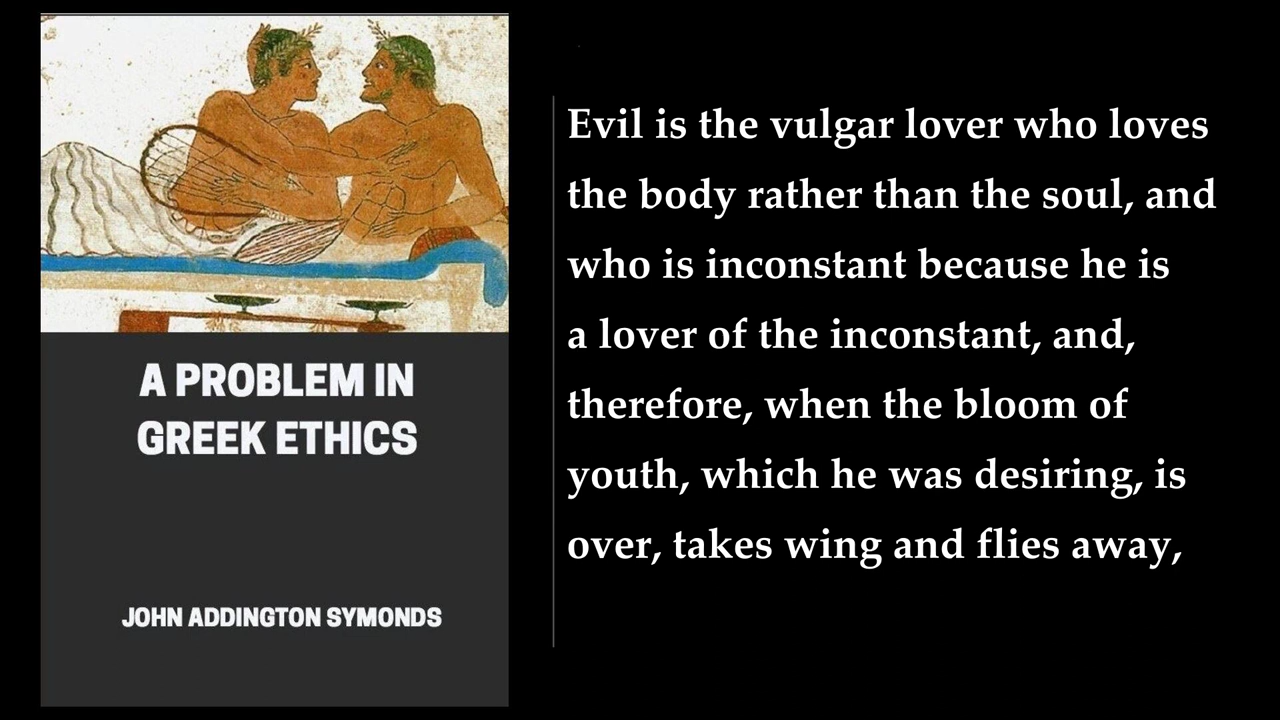 A PROBLEM IN
GREEK ETHICS
JOHN ADDINGTON SYMONDS
Evil is the vulgar lover who loves
the body rather than the soul, and
who is inconstant because he is
a lover of the inconstant, and,
therefore, when the bloom of
youth, which he was desiring, is
over, takes wing and flies away,